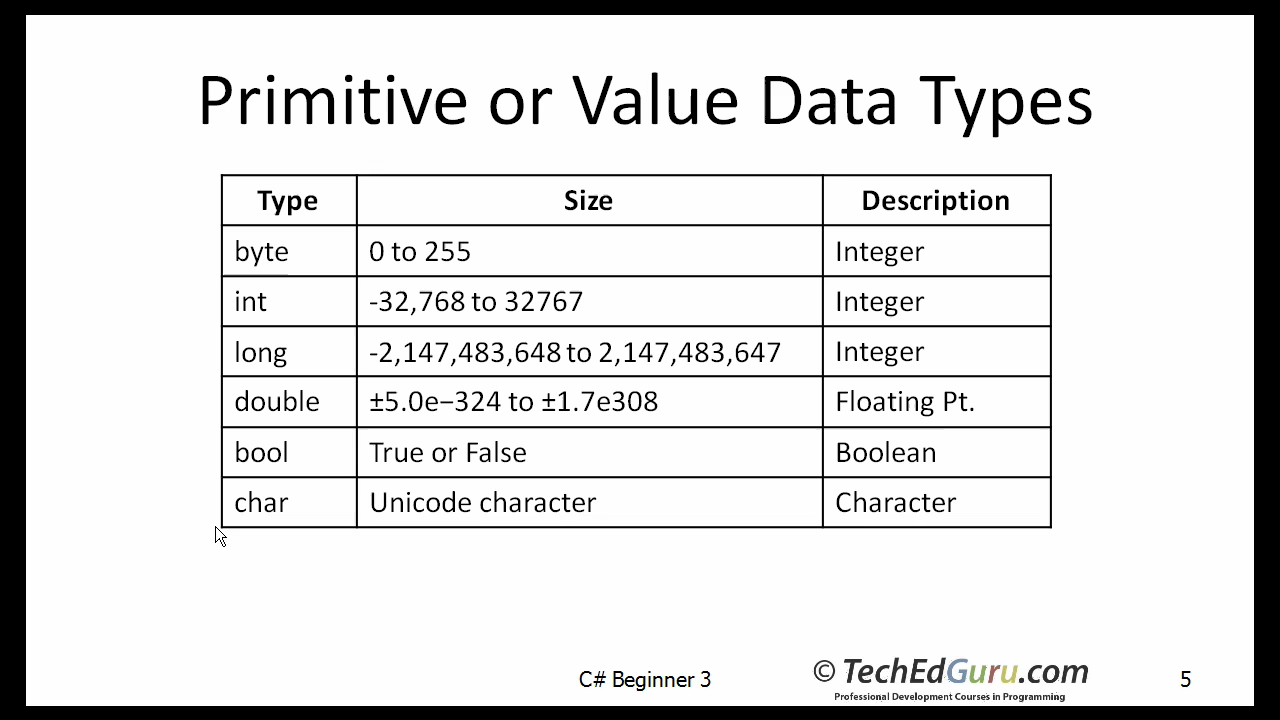 Primitive or Value Data Types
Type Size Description
byte 0 to 255 Integer
int -32,768 to 32767 Integer
long -2,147,483,648 to 2,147,483,647 Integer
double ±5.0e−324 to ±1.7e308 Floating Pt.
bool True or False Boolean
char Unicode character Character
C# Beginner 3 © TechEdGuru.com 5
Professional Development Courses in Programming